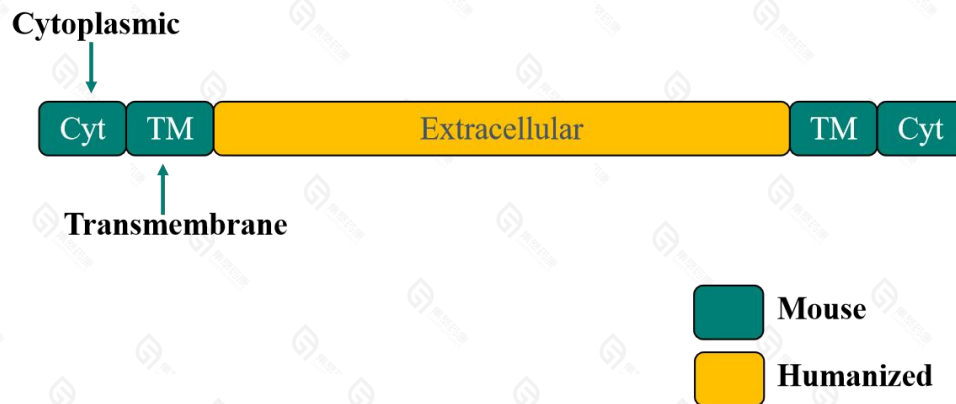 Cytoplasmic
Cyt TM Extracellular TM Cyt
Transmembrane
Mouse
Humanized